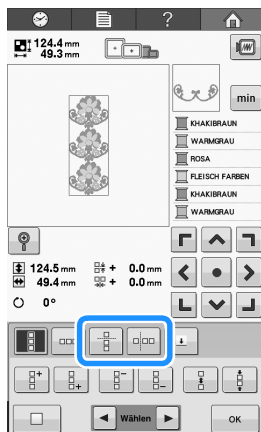 ?
124.4 mm
49.3 mm
min
KHAKIBRAUN
WARMGRAU
ROSA
FLEISCH FARBEN
KHAKIBRAUN
WARMGRAU
124.5 mm + 0.0 mm
49.4 mm + 0.0 mm
0°
Wählen
OK